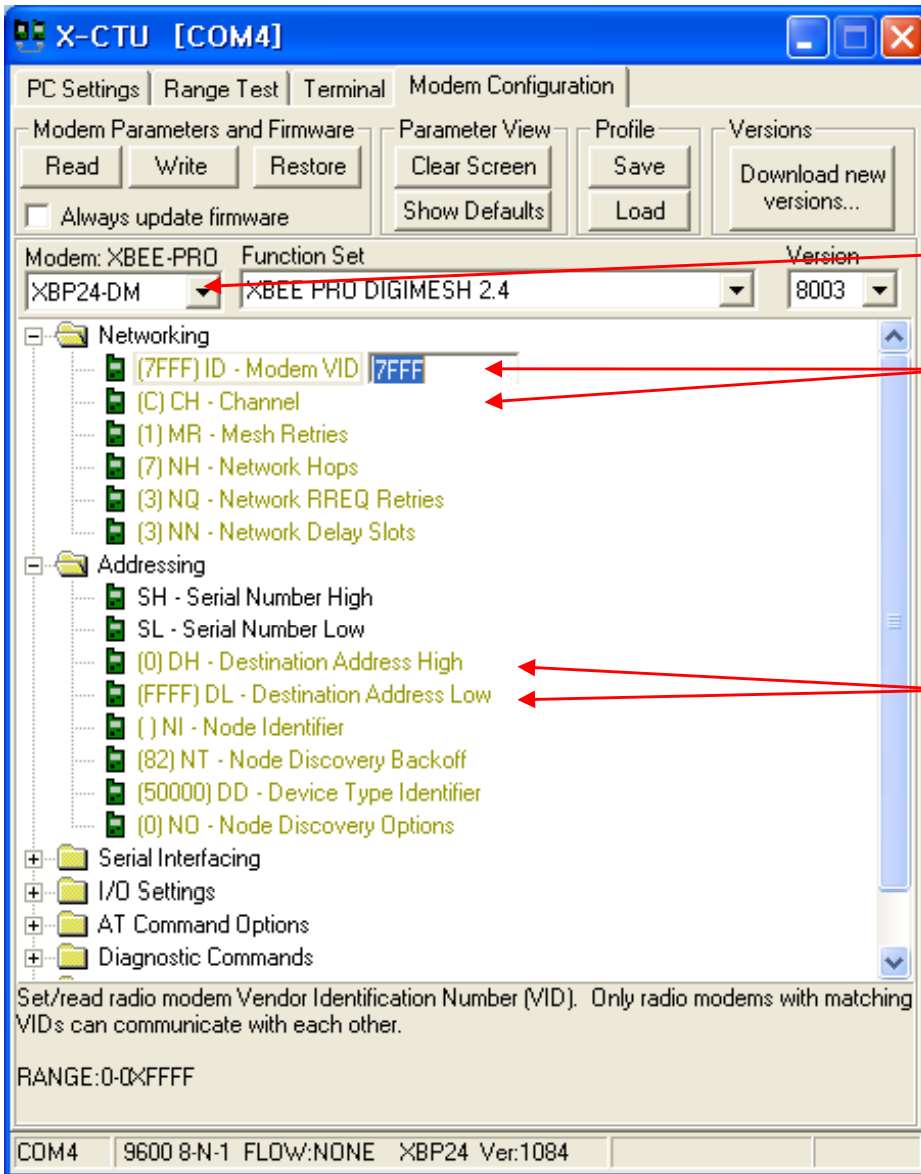 X-CTU [COM4]
PC Settings Range Test Terminal Modem Configuration
Modem Parameters and Firmware Parameter View Profile Versions
Read Write Restore Clear Screen Save Download new versions...
Always update firmware Show Defaults Load
Modem: XBEE-PRO Function Set Version
XBP24-DM XBEE PRO DIGIMESH 2.4 8003
Networking
(7FFF) ID - Modem VID 7FFF
(C) CH - Channel
(1) MR - Mesh Retries
(7) NH - Network Hops
(3) NQ - Network RREQ Retries
(3) NN - Network Delay Slots
Addressing
SH - Serial Number High
SL - Serial Number Low
(0) DH - Destination Address High
(FFFF) DL - Destination Address Low
( ) NI - Node Identifier
(82) NT - Node Discovery Backoff
(50000) DD - Device Type Identifier
(0) NO - Node Discovery Options
Serial Interfacing
I/O Settings
AT Command Options
Diagnostic Commands
Set/read radio modem Vendor Identification Number (VID). Only radio modems with matching
VIDs can communicate with each other.
RANGE:0-0XFFFF
COM4 9600 8-N-1 FLOW:NONE XBP24 Ver:1084